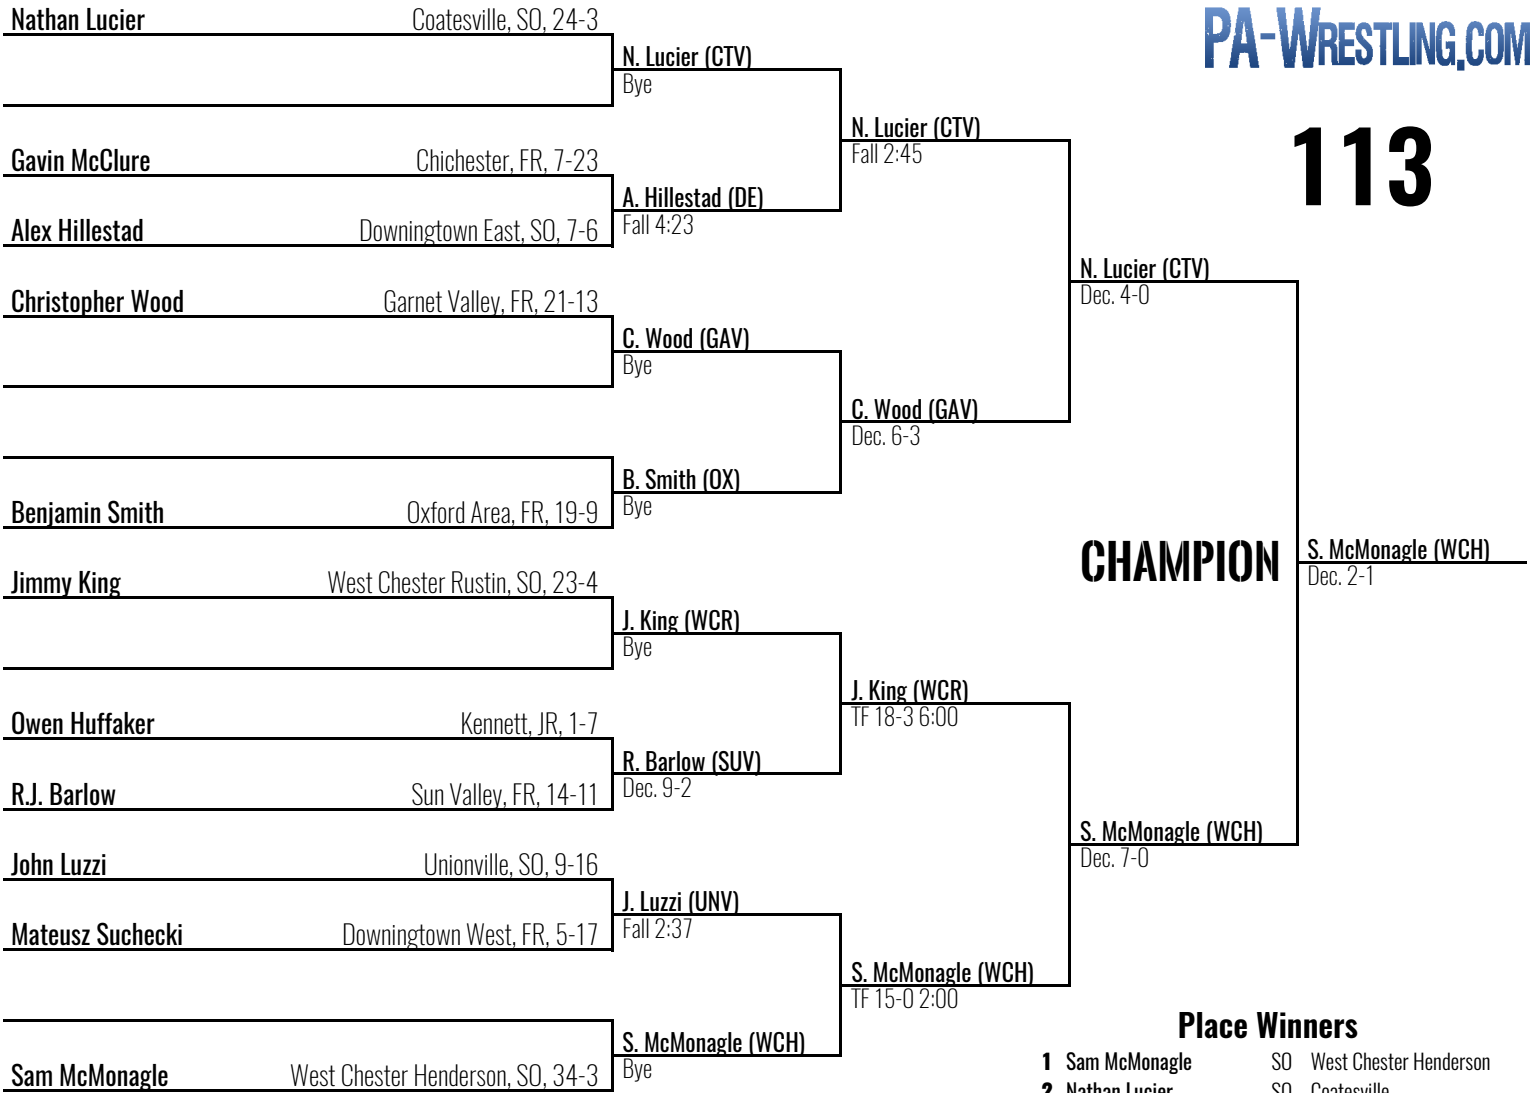 Nathan Lucier Coatesville, SO, 24-3
PA-WRESTLING.COM
N. Lucier (CTV)
Bye
113
N. Lucier (CTV)
Fall 2:45
Gavin McClure Chichester, FR, 7-23
A. Hillestad (DE)
Fall 4:23
Alex Hillestad Downingtown East, SO, 7-6
N. Lucier (CTV)
Dec. 4-0
Christopher Wood Garnet Valley, FR, 21-13
C. Wood (GAV)
Bye
C. Wood (GAV)
Dec. 6-3
B. Smith (OX)
Bye
Benjamin Smith Oxford Area, FR, 19-9
CHAMPION
S. McMonagle (WCH)
Dec. 2-1
Jimmy King West Chester Rustin, SO, 23-4
J. King (WCR)
Bye
J. King (WCR)
TF 18-3 6:00
Owen Huffaker Kennett, JR, 1-7
R. Barlow (SUV)
Dec. 9-2
R.J. Barlow Sun Valley, FR, 14-11
S. McMonagle (WCH)
Dec. 7-0
John Luzzi Unionville, SO, 9-16
J. Luzzi (UNV)
Fall 2:37
Mateusz Suchecki Downingtown West, FR, 5-17
S. McMonagle (WCH)
TF 15-0 2:00
S. McMonagle (WCH)
Bye
Sam McMonagle West Chester Henderson, SO, 34-3
Place Winners
1 Sam McMonagle SO West Chester Henderson
2 Nathan Lucier SO Coatesville